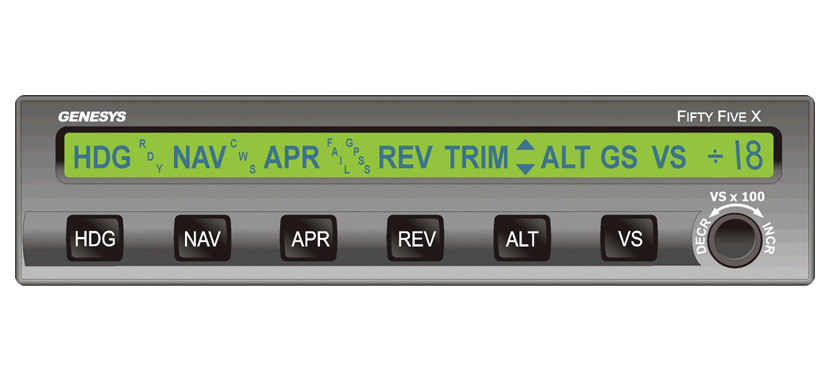 GENESYS FIFTY FIVE X
HDG RDY NAV CWS APR FAIL GPSS REV TRIM ALT GS VS ÷ 18
VS x 100
HDG NAV APR REV ALT VS DECR INCR